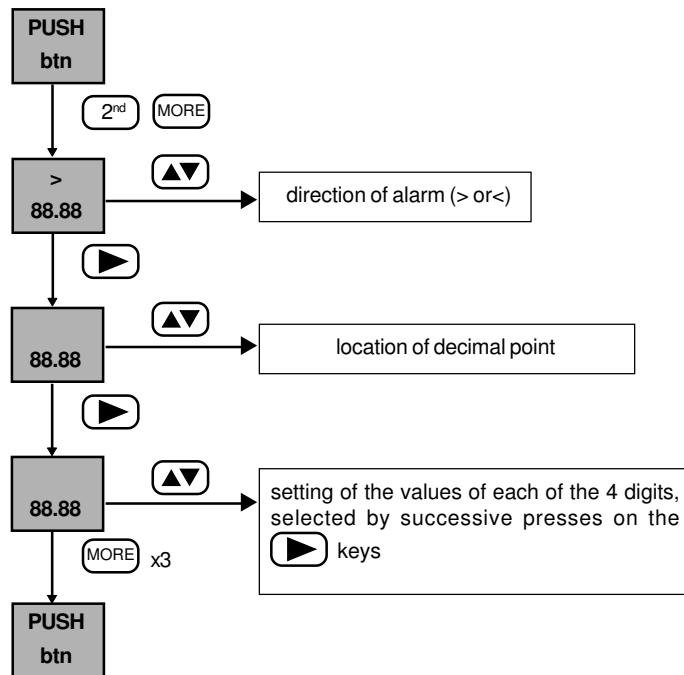 PUSH
btn
2nd MORE
>
88.88
direction of alarm (> or<)
88.88
location of decimal point
88.88
setting of the values of each of the 4 digits,
selected by successive presses on the
keys
MORE x3
PUSH
btn